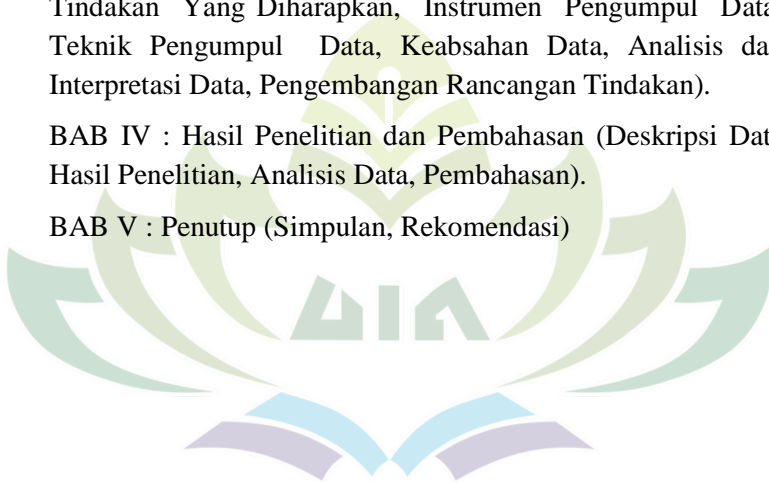 Tindakan Yang Diharapkan, Instrumen Pengumpul Data
Teknik Pengumpul Data, Keabsahan Data, Analisis da
Interpretasi Data, Pengembangan Rancangan Tindakan).
BAB IV : Hasil Penelitian dan Pembahasan (Deskripsi Dat
Hasil Penelitian, Analisis Data, Pembahasan).
BAB V : Penutup (Simpulan, Rekomendasi)